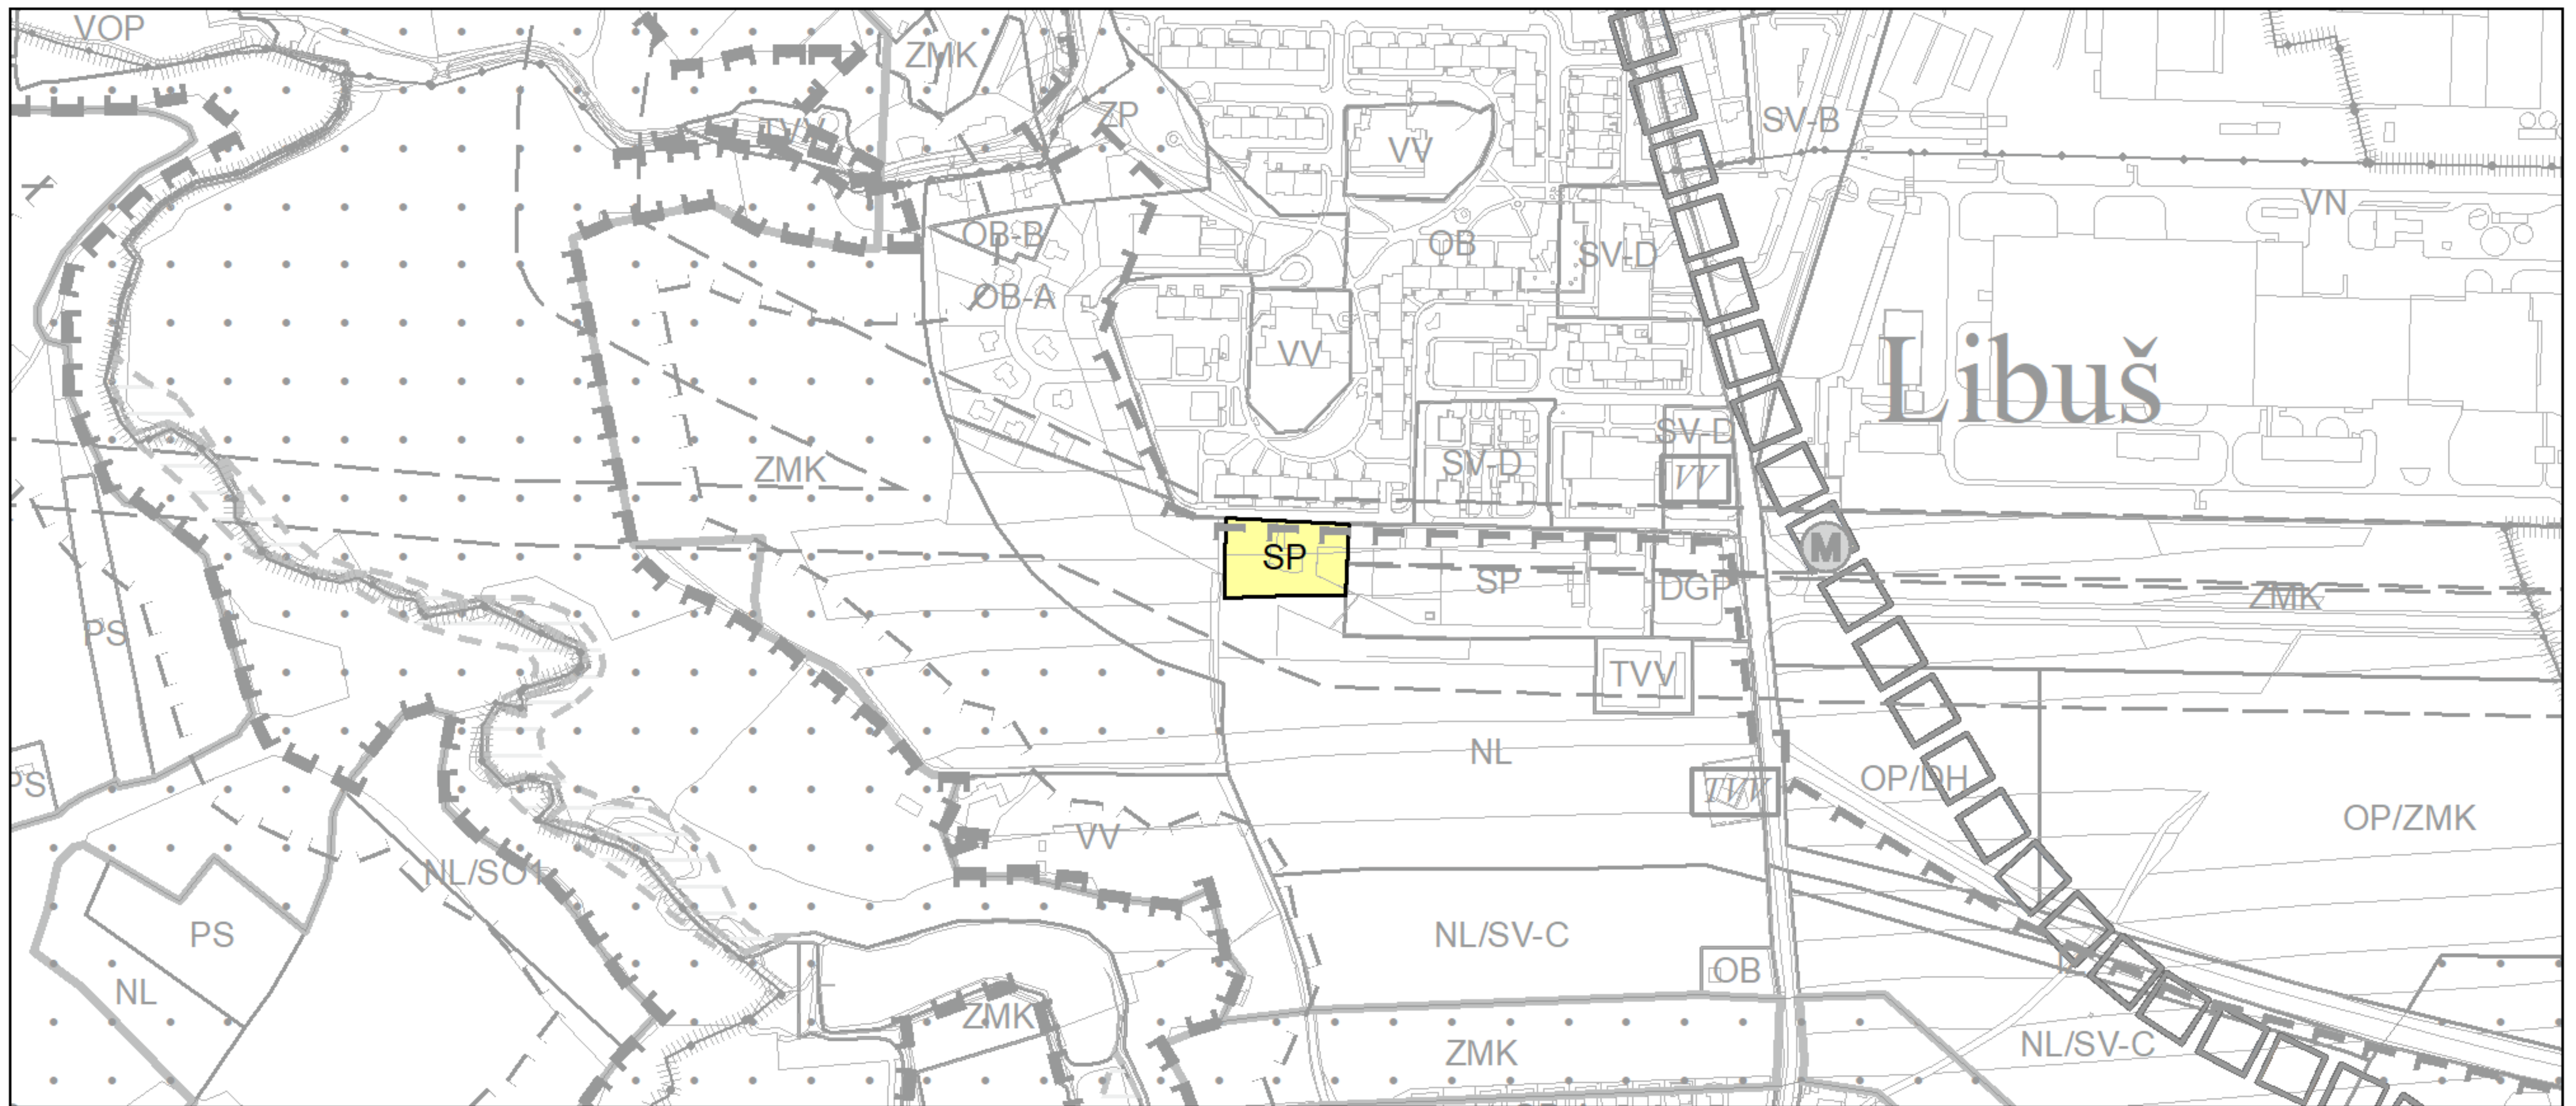 VOP
ZMK
ZP
TVV
VV
SV-B
VN
OB-B
OB
SV-D
OB-A
VV
Libuš
SV-D
ZMK
SV-D
VV
M
SP
SP
DGP
ZMK
PS
TVV
NL
PS
OP/DH
TVV
OP/ZMK
VV
NL/SO1
PS
NL/SV-C
OB
NL
ZMK
ZMK
NL/SV-C